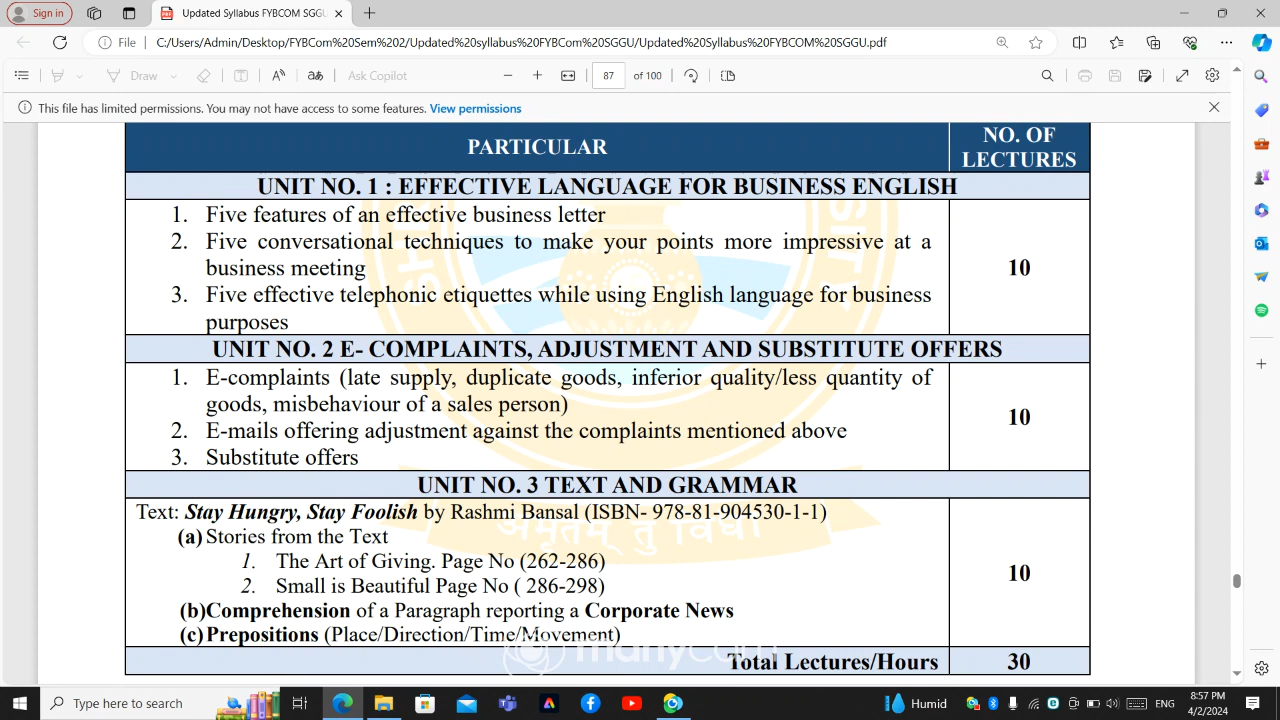 Sign in
Updated Syllabus FYBCOM SGGU
File
C:/Users/Admin/Desktop/FYBCom%20Sem%202/Updated%20syllabus%20FYBCom%20SGGU/Updated%20Syllabus%20FYBCOM%20SGGU.pdf
Draw
Ask Copilot
87 of 100
This file has limited permissions. You may not have access to some features. View permissions
PARTICULAR
NO. OF
LECTURES
UNIT NO. 1 : EFFECTIVE LANGUAGE FOR BUSINESS ENGLISH
1. Five features of an effective business letter
2. Five conversational techniques to make your points more impressive at a
business meeting
3. Five effective telephonic etiquettes while using English language for business
purposes
10
UNIT NO. 2 E- COMPLAINTS, ADJUSTMENT AND SUBSTITUTE OFFERS
1. E-complaints (late supply, duplicate goods, inferior quality/less quantity of
goods, misbehaviour of a sales person)
2. E-mails offering adjustment against the complaints mentioned above
3. Substitute offers
10
UNIT NO. 3 TEXT AND GRAMMAR
Text: Stay Hungry, Stay Foolish by Rashmi Bansal (ISBN- 978-81-904530-1-1)
(a) Stories from the Text
1. The Art of Giving. Page No (262-286)
2. Small is Beautiful Page No ( 286-298)
(b) Comprehension of a Paragraph reporting a Corporate News
(c) Prepositions (Place/Direction/Time/Movement)
10
Total Lectures/Hours
30
Type here to search
Humid
ENG
8:57 PM
4/2/2024